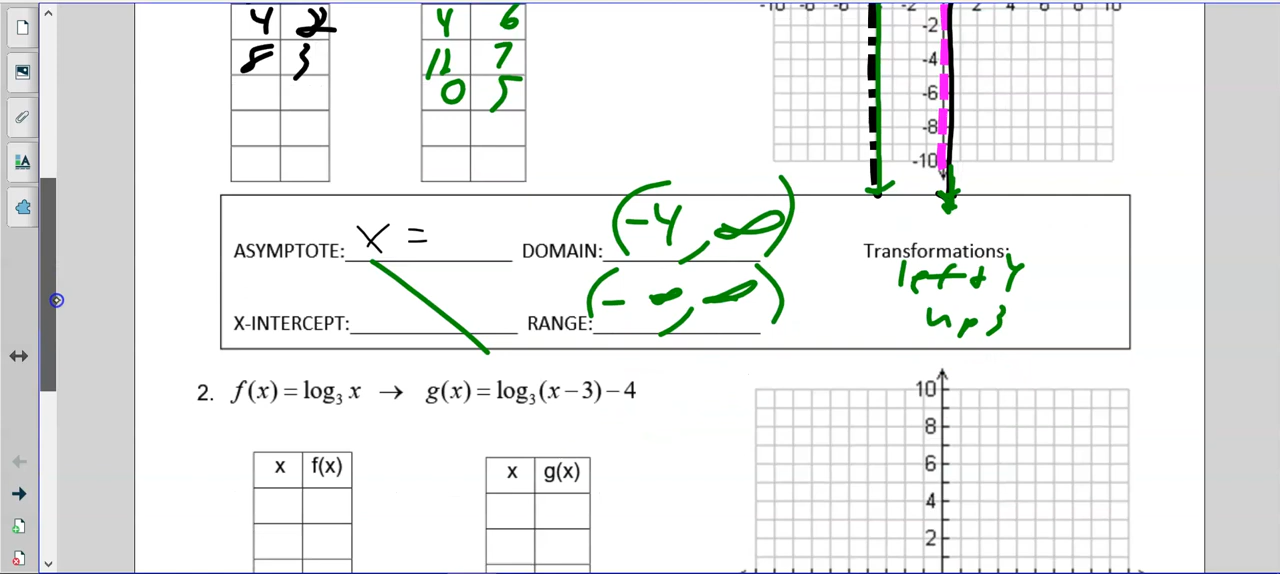 4 2 4 6
8 3 11 7
0 5
-10 -8 -6 -2 2 4 6 8 10
-2
-4
-6
-8
-10
ASYMPTOTE: x = DOMAIN: (-4, ∞) Transformations:
left 4
X-INTERCEPT: RANGE: (-∞, ∞) up 3
2. f(x) = log₃ x → g(x) = log₃(x – 3) – 4
10
8
6
4
2
x f(x) x g(x)